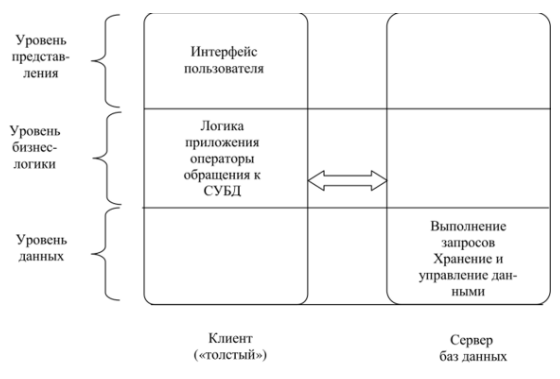 Уровень
представ-
ления
Интерфейс
пользователя
Уровень
бизнес-
логики
Логика
приложения
операторы
обращения к
СУБД
Уровень
данных
Выполнение
запросов
Хранение и
управление дан-
ными
Клиент
(«толстый»)
Сервер
баз данных